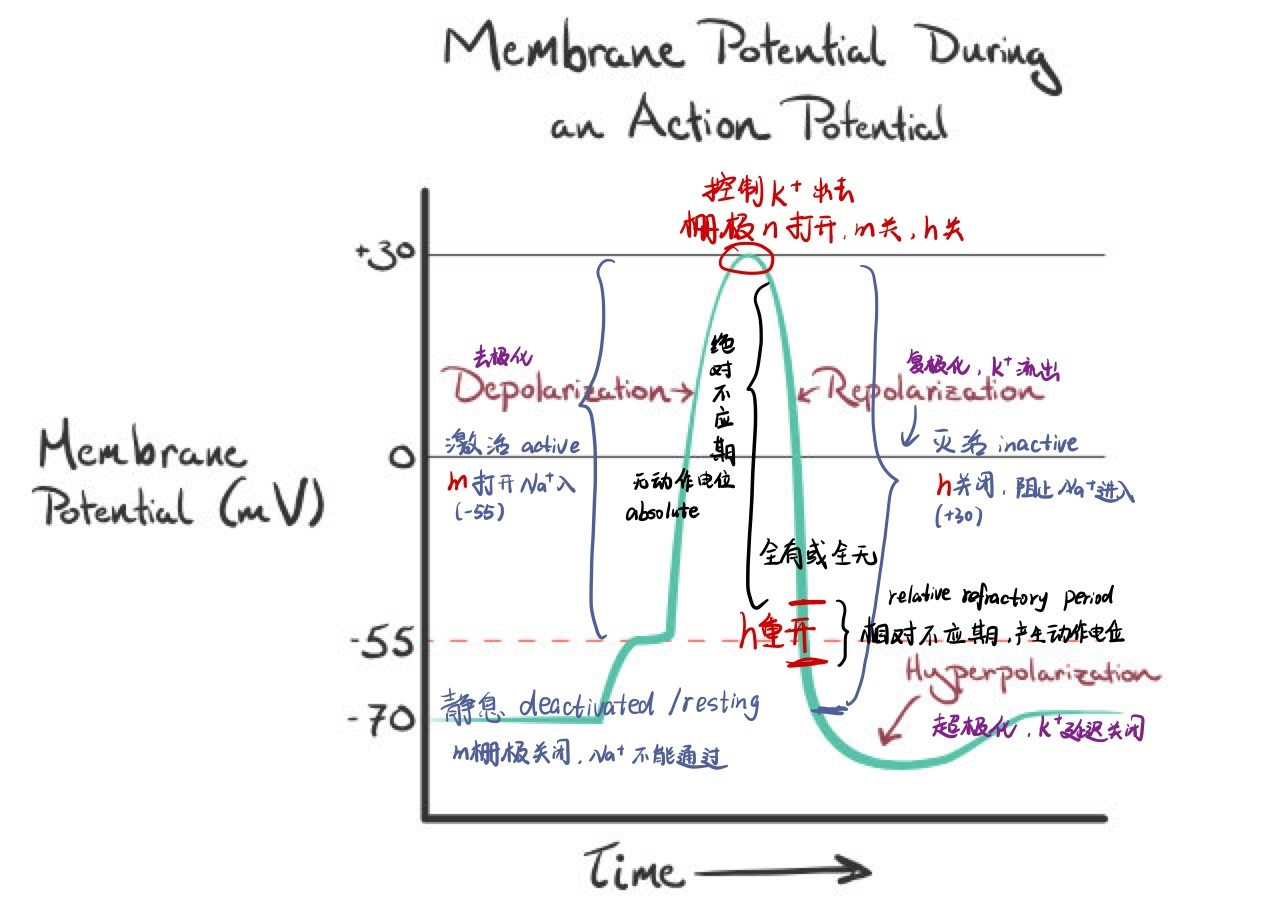 Membrane Potential During
an Action Potential
控制K⁺出去
栅极n打开,m关,h关
+30
去极化
Depolarization
激活 active
m打开Na⁺入
(-55)
绝对不应期
无动作电位
absolute
复极化,K⁺流出
Repolarization
灭活 inactive
h关闭,阻止Na⁺进入
(+30)
0
Membrane
Potential (mV)
全有或全无
relative refractory period
h重开
相对不应期,产生动作电位
-55
Hyperpolarization
超极化,K⁺延迟关闭
-70
静息 deactivated /resting
m栅极关闭,Na⁺不能通过
Time